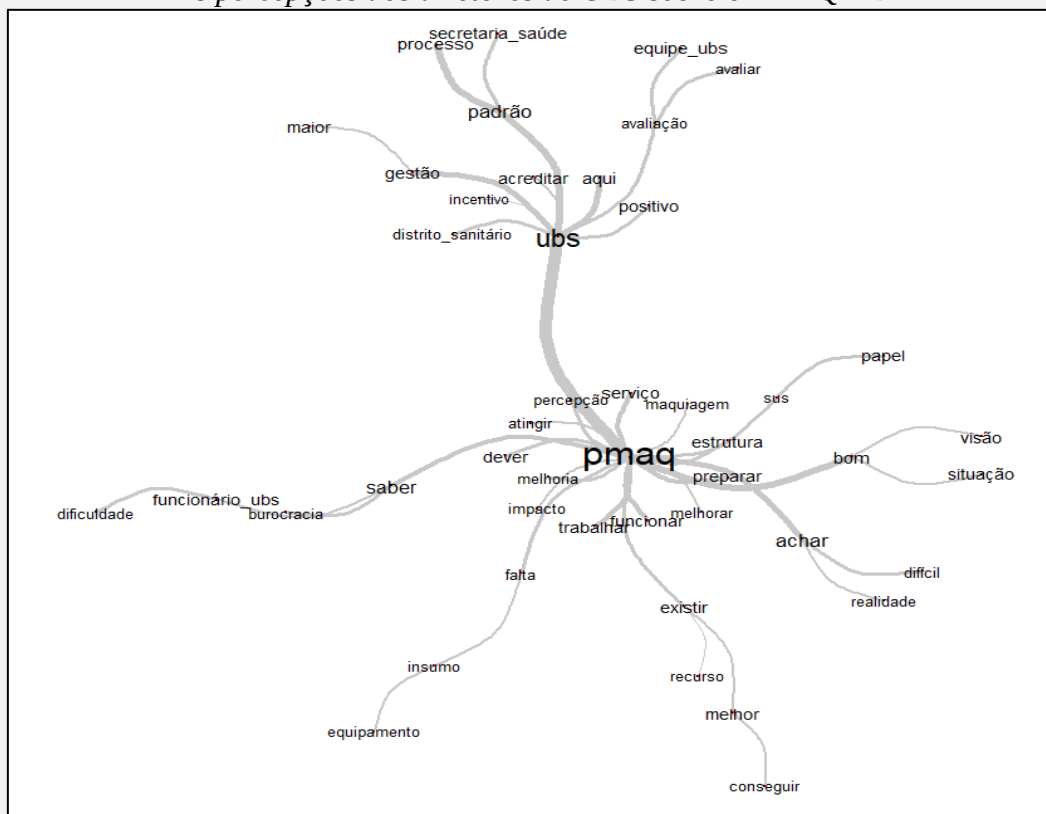 secretaria_saúde
processo
equipe_ubs
avaliar
padrão
avaliação
maior
gestão
acreditar
aqui
incentivo
positivo
distrito_sanitário
ubs
papel
serviço
percepção
maquiagem
sus
atingir
estrutura
visão
dever
pmaq
bom
melhoria
preparar
situação
saber
funcionário_ubs
impacto
melhorar
dificuldade
burocracia
trabalhar
funcionar
achar
falta
difícil
realidade
existir
insumo
recurso
melhor
equipamento
conseguir